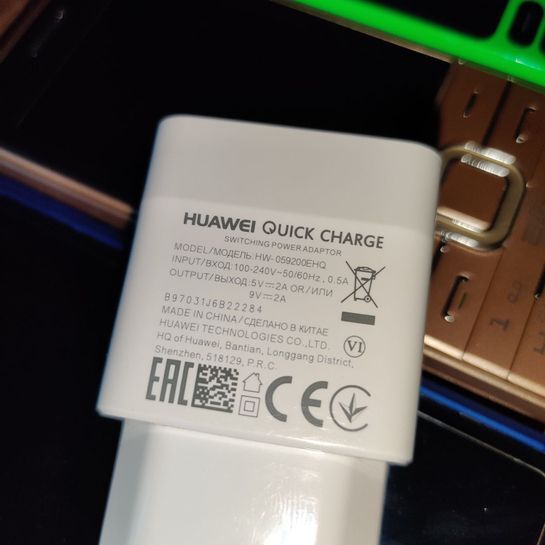 HUAWEI QUICK CHARGE
SWITCHING POWER ADAPTOR
MODEL/МОДЕЛЬ: HW-059200EHQ
INPUT/ВХОД: 100-240V~50/60Hz, 0.5A
OUTPUT/ВЫХОД: 5V⎓2A OR/ИЛИ
9V⎓2A
B97031J6B22284
MADE IN CHINA/СДЕЛАНО В КИТАЕ
HUAWEI TECHNOLOGIES CO.,LTD.
HQ of Huawei, Bantian, Longgang District,
Shenzhen, 518129, P.R.C.
VI
EAC CE